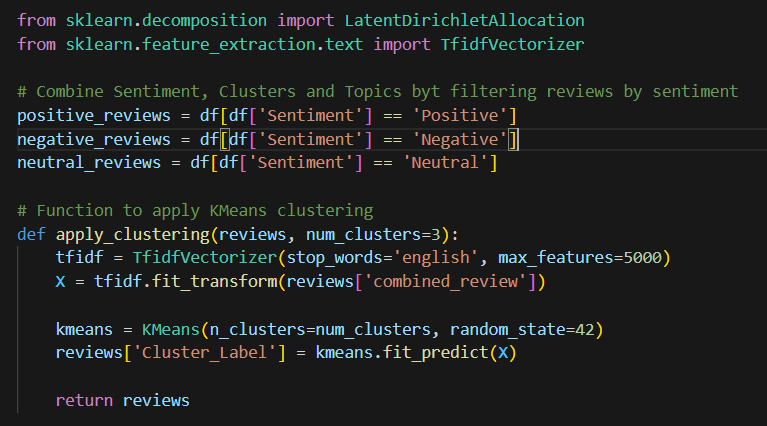 from sklearn.decomposition import LatentDirichletAllocation
from sklearn.feature_extraction.text import TfidfVectorizer

# Combine Sentiment, Clusters and Topics byt filtering reviews by sentiment
positive_reviews = df[df['Sentiment'] == 'Positive']
negative_reviews = df[df['Sentiment'] == 'Negative']
neutral_reviews = df[df['Sentiment'] == 'Neutral']

# Function to apply KMeans clustering
def apply_clustering(reviews, num_clusters=3):
    tfidf = TfidfVectorizer(stop_words='english', max_features=5000)
    X = tfidf.fit_transform(reviews['combined_review'])

    kmeans = KMeans(n_clusters=num_clusters, random_state=42)
    reviews['Cluster_Label'] = kmeans.fit_predict(X)

    return reviews